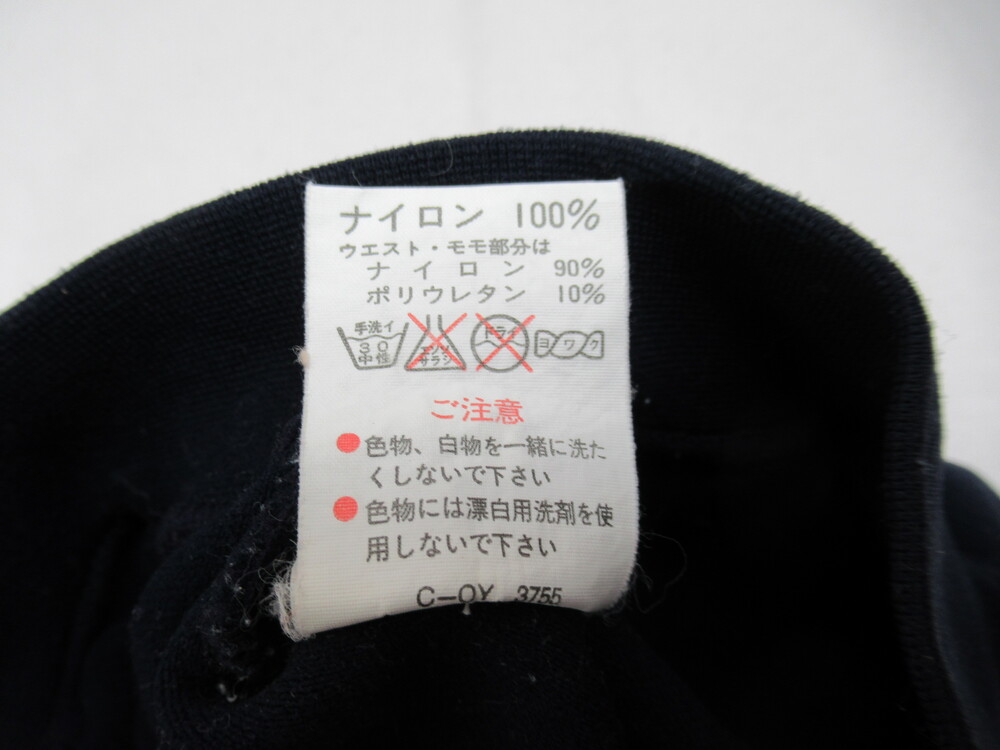 ナイロン 100%
ウエスト・モモ部分は
ナイロン 90%
ポリウレタン 10%
手洗イ
30
中性
エンソ
サラシ
ドライ
ヨワク
ご注意
●色物、白物を一緒に洗た
くしないで下さい
●色物には漂白用洗剤を使
用しないで下さい
C-OY 3755